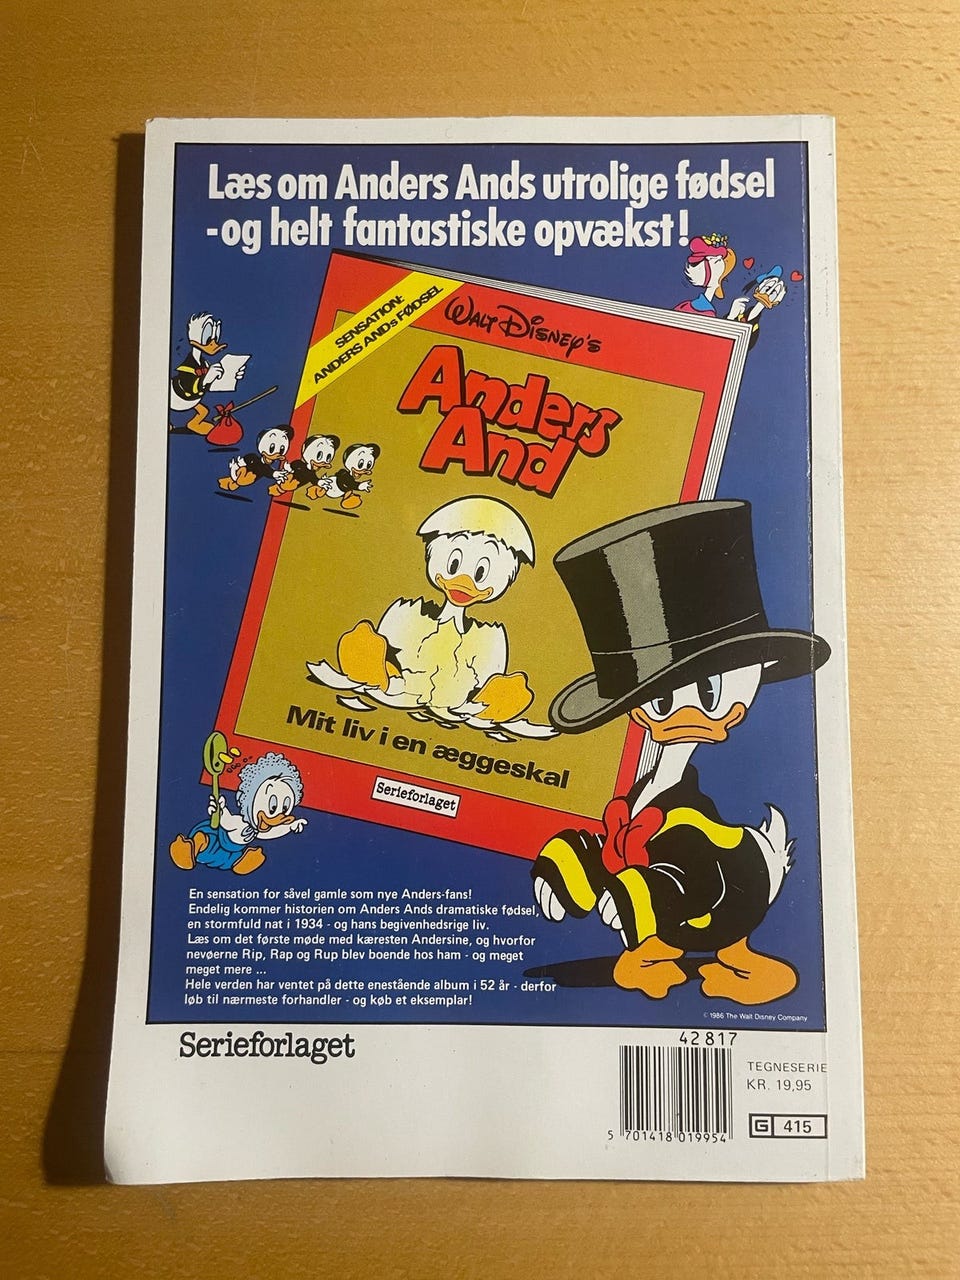 Læs om Anders Ands utrolige fødsel
-og helt fantastiske opvækst!
SENSATION:
ANDERS ANDs FØDSEL
WALT DISNEY'S
Anders
And
Mit liv i en æggeskal
Serieforlaget
En sensation for såvel gamle som nye Anders-fans!
Endelig kommer historien om Anders Ands dramatiske fødsel,
en stormfuld nat i 1934 - og hans begivenhedsrige liv.
Læs om det første møde med kæresten Andersine, og hvorfor
nevøerne Rip, Rap og Rup blev boende hos ham - og meget
meget mere ...
Hele verden har ventet på dette enestående album i 52 år - derfor
løb til nærmeste forhandler - og køb et eksemplar!
© 1986 The Walt Disney Company
Serieforlaget
42817
TEGNESERIE
KR. 19,95
G 415
5 701418 019954